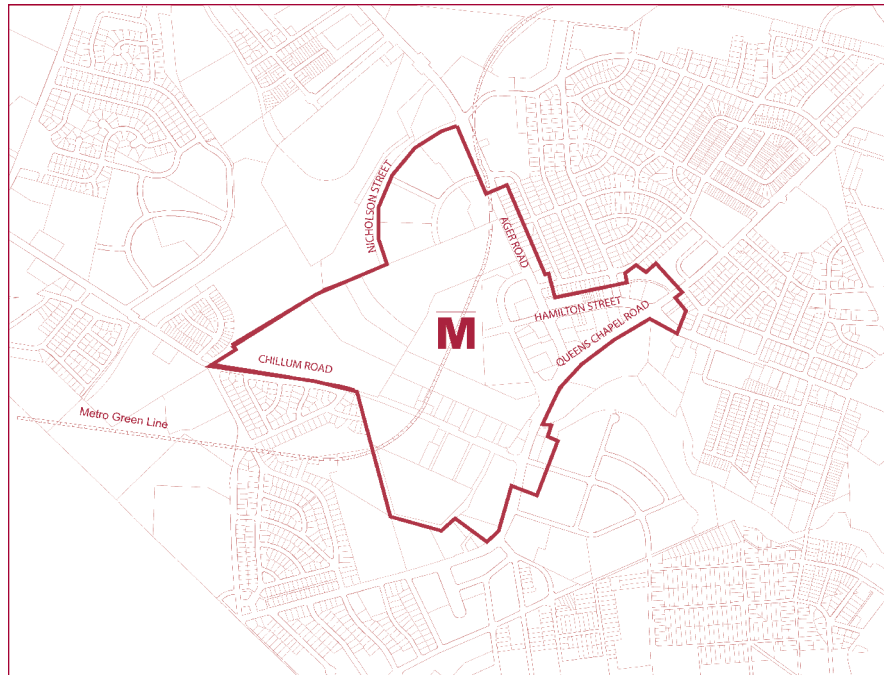 NICHOLSON STREET
AGER ROAD
HAMILTON STREET
M
QUEENS CHAPEL ROAD
CHILLUM ROAD
Metro Green Line